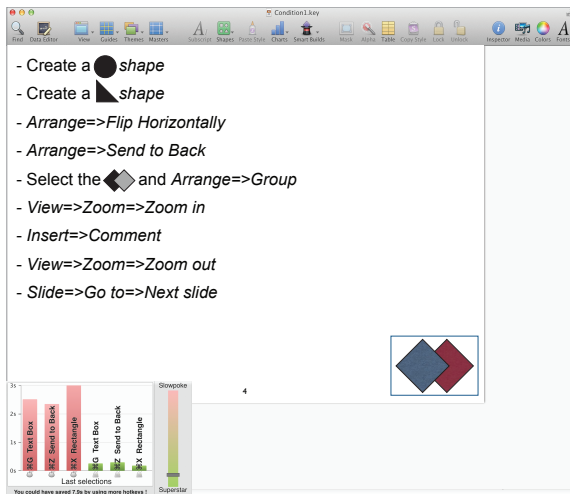 Condition1.key
Find Data Editor View Guides Themes Masters Subscript Shapes Paste Style Charts Smart Builds Mask Alpha Table Copy Style Lock Unlock Inspector Media Colors Fonts
- Create a shape
- Create a shape
- Arrange=>Flip Horizontally
- Arrange=>Send to Back
- Select the and Arrange=>Group
- View=>Zoom=>Zoom in
- Insert=>Comment
- View=>Zoom=>Zoom out
- Slide=>Go to=>Next slide
4
3s
2s
1s
0s
⌘G Text Box
⌘Z Send to Back
⌘X Rectangle
⌘G Text Box
⌘Z Send to Back
⌘X Rectangle
Last selections
You could have saved 7.9s by using more hotkeys !
Slowpoke
Superstar